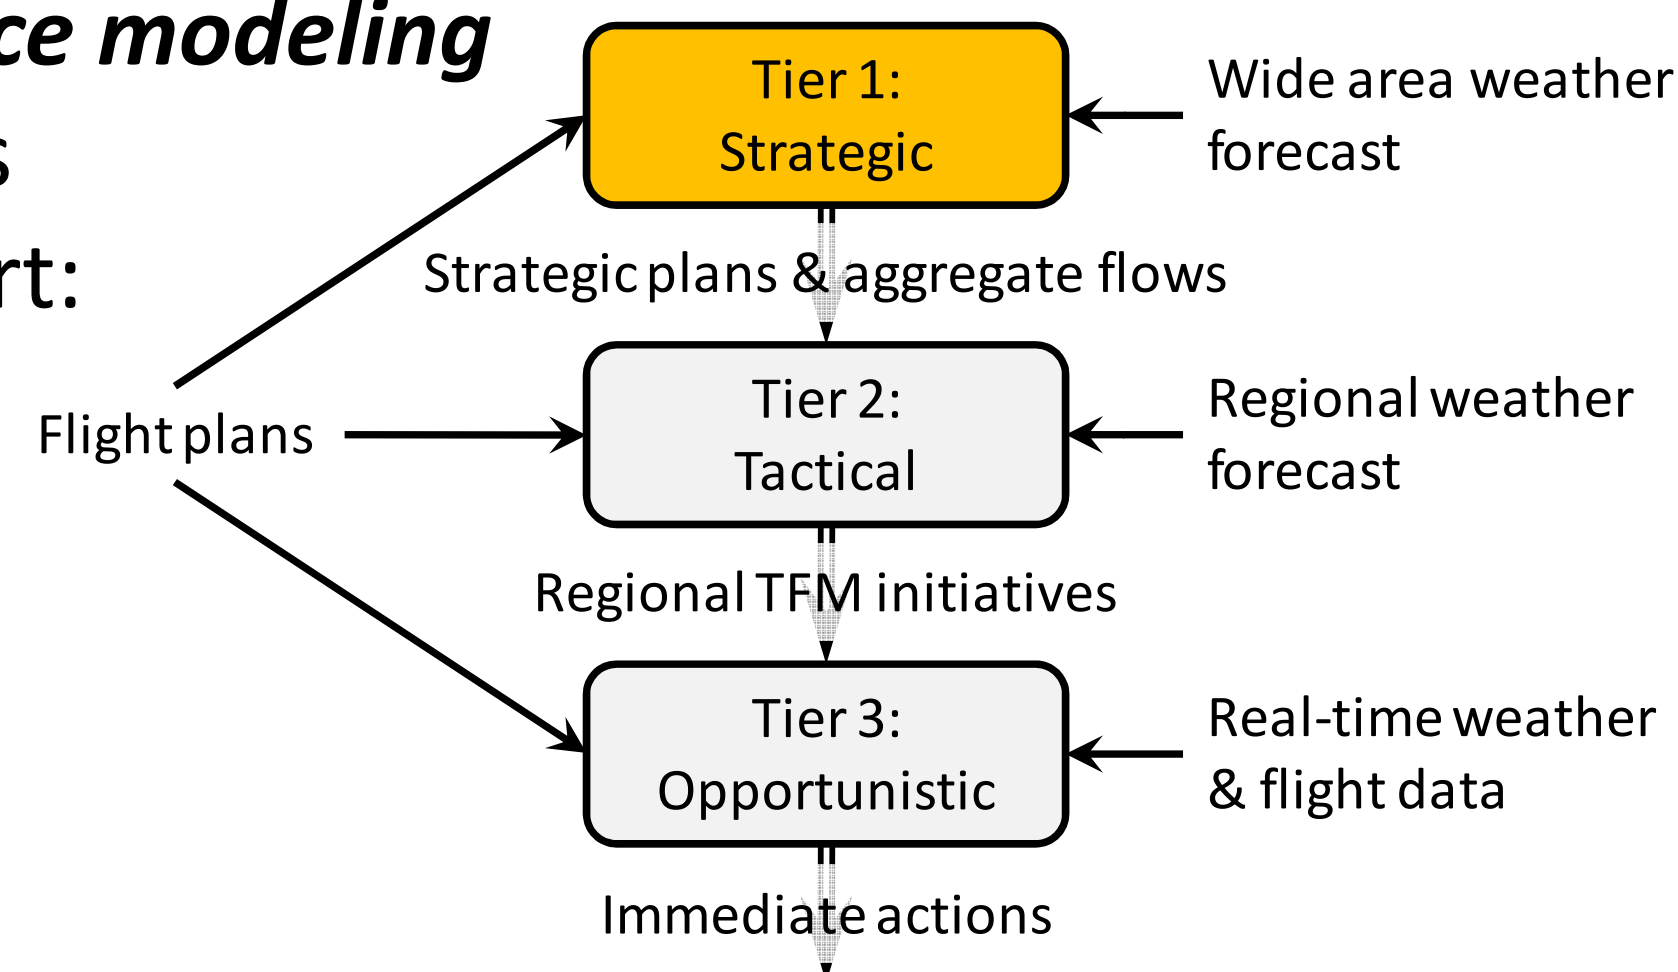 ce modeling
s
rt:
Tier 1:
Strategic
Wide area weather
forecast
Strategic plans & aggregate flows
Flight plans
Tier 2:
Tactical
Regional weather
forecast
Regional TFM initiatives
Tier 3:
Opportunistic
Real-time weather
& flight data
Immediate actions